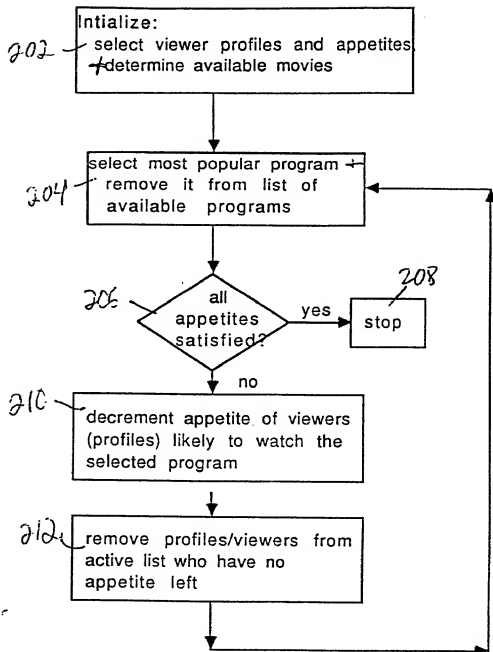 Intialize:
202 select viewer profiles and appetites
+determine available movies
select most popular program +
204 remove it from list of
available programs
208
206 all
appetites
satisfied?
yes
stop
no
210
decrement appetite of viewers
(profiles) likely to watch the
selected program
212 remove profiles/viewers from
active list who have no
appetite left